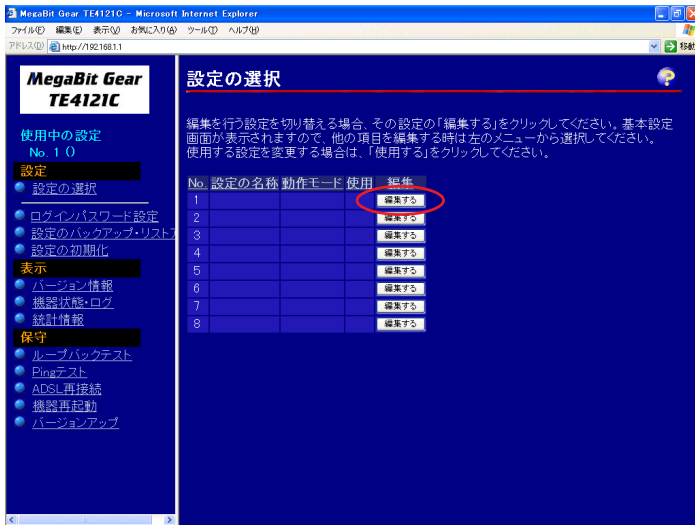 MegaBit Gear TE4121C - Microsoft Internet Explorer
ファイル(F) 編集(E) 表示(V) お気に入り(A) ツール(T) ヘルプ(H)
アドレス(D) http://192.168.1.1 移動
MegaBit Gear
TE4121C
使用中の設定
No. 1 ()
設定
設定の選択
ログインパスワード設定
設定のバックアップ・リストア
設定の初期化
表示
バージョン情報
機器状態・ログ
統計情報
保守
ループバックテスト
Pingテスト
ADSL再接続
機器再起動
バージョンアップ
設定の選択
編集を行う設定を切り替える場合、その設定の「編集する」をクリックしてください。基本設定
画面が表示されますので、他の項目を編集する時は左のメニューから選択してください。
使用する設定を変更する場合は、「使用する」をクリックしてください。
No. 設定の名称 動作モード 使用 編集
1 編集する
2 編集する
3 編集する
4 編集する
5 編集する
6 編集する
7 編集する
8 編集する